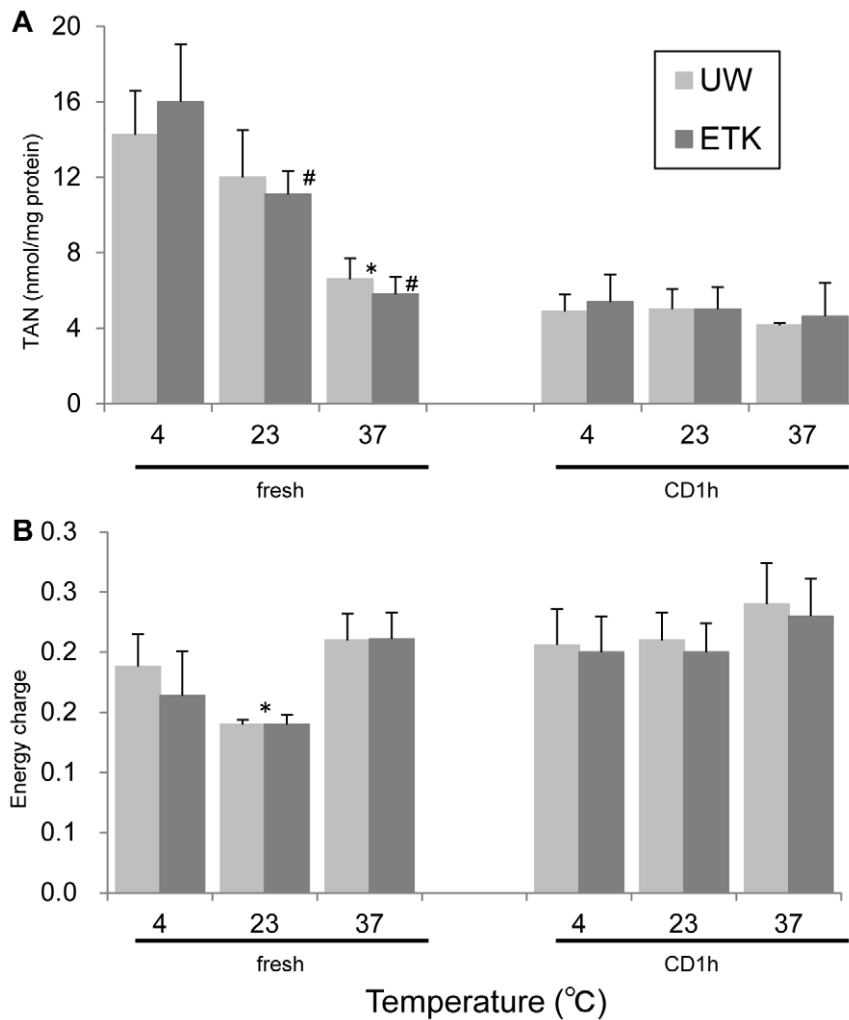 A
20
16
12
8
4
0
TAN (nmol/mg protein)
UW
ETK
#
*
#
4 23 37 4 23 37
fresh CD1h
B
0.3
0.3
0.2
0.2
0.1
0.1
0.0
Energy charge
*
4 23 37 4 23 37
fresh CD1h
Temperature (°C)